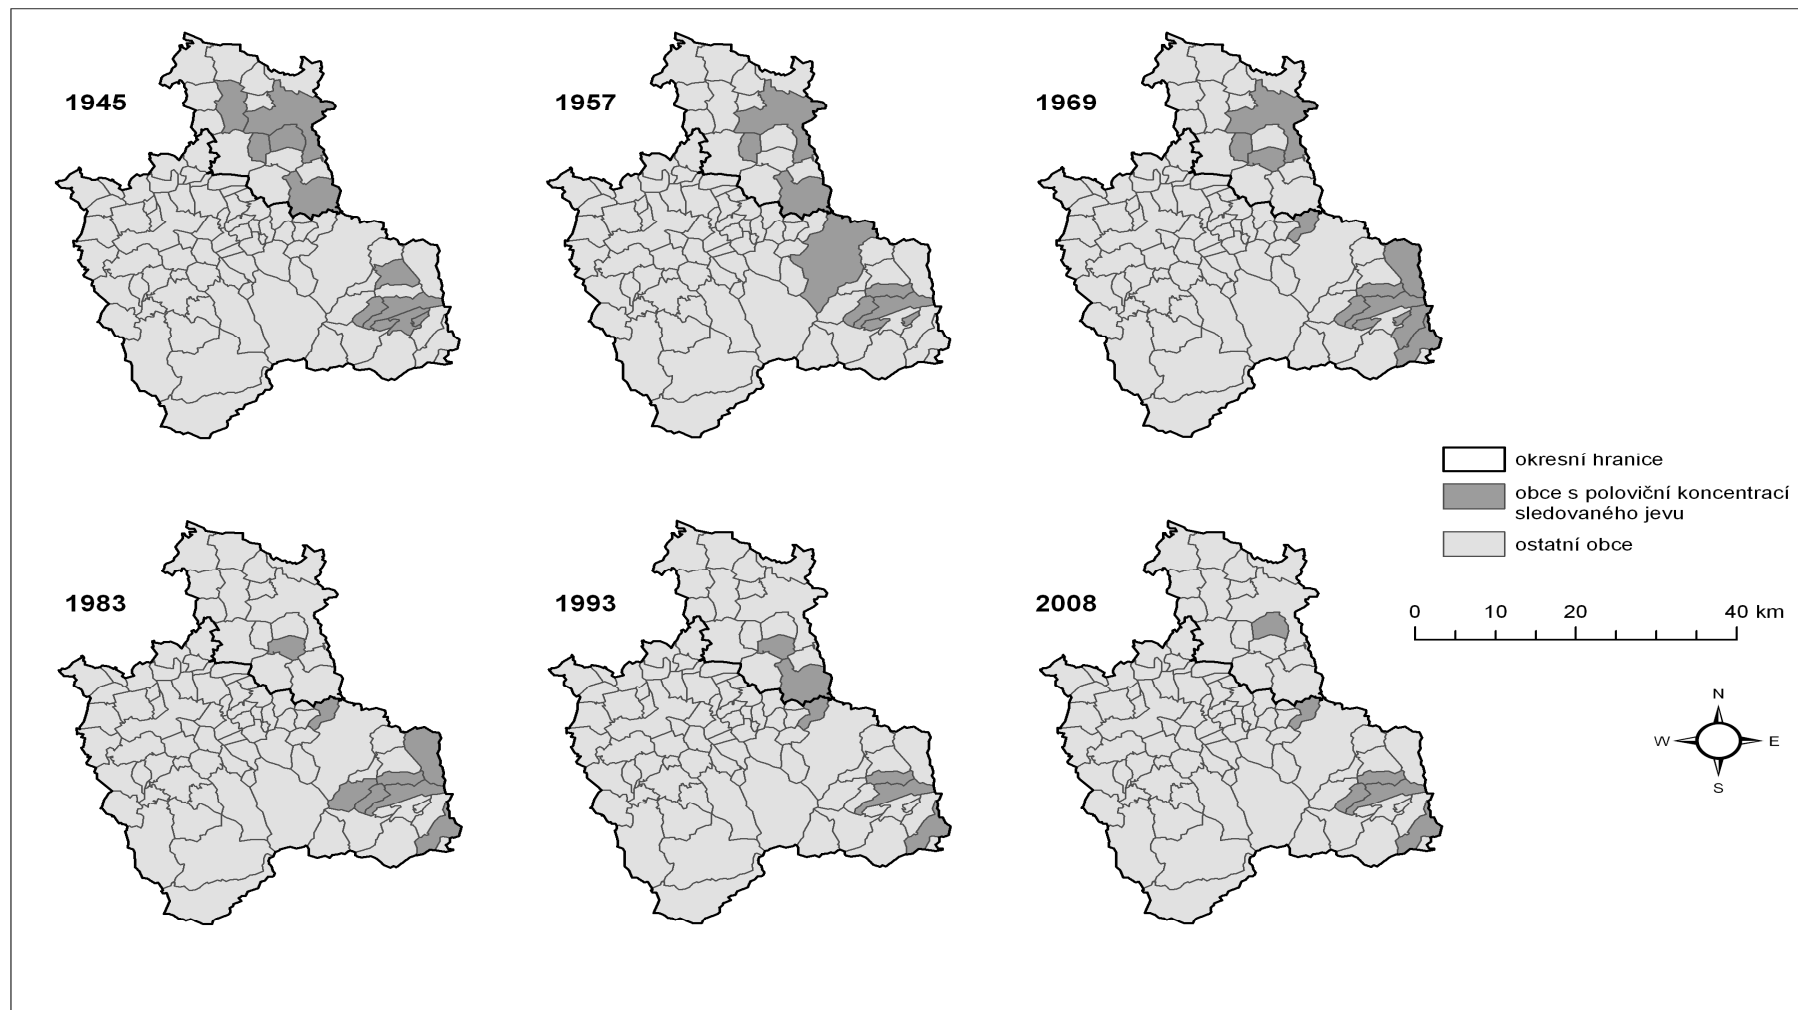 1945
1957
1969
okresní hranice
obce s poloviční koncentrací
sledovaného jevu
ostatní obce
1983
1993
2008
0 10 20 40 km
N
W E
S